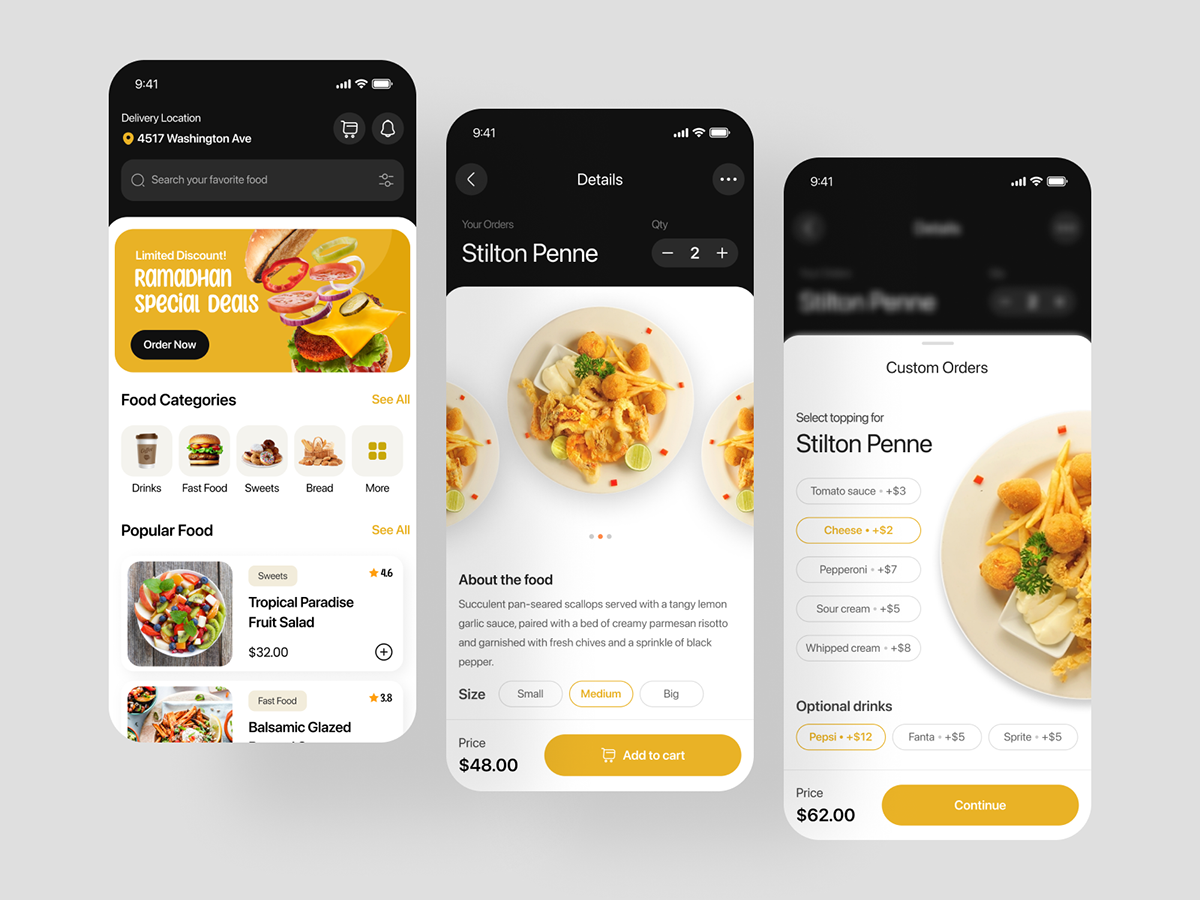 9:41
Delivery Location
4517 Washington Ave
Search your favorite food
Limited Discount!
RAMADHAN
SPECIAL DEALS
Order Now
Food Categories
See All
Drinks
Fast Food
Sweets
Bread
More
Popular Food
See All
Sweets
4.6
Tropical Paradise
Fruit Salad
$32.00
Fast Food
3.8
Balsamic Glazed
9:41
Details
Your Orders
Qty
Stilton Penne
2
About the food
Succulent pan-seared scallops served with a tangy lemon
garlic sauce, paired with a bed of creamy parmesan risotto
and garnished with fresh chives and a sprinkle of black
pepper.
Size
Small
Medium
Big
Price
$48.00
Add to cart
9:41
Details
Your Orders
Stilton Penne
2
Custom Orders
Select topping for
Stilton Penne
Tomato sauce • +$3
Cheese • +$2
Pepperoni • +$7
Sour cream • +$5
Whipped cream • +$8
Optional drinks
Pepsi • +$12
Fanta • +$5
Sprite • +$5
Price
$62.00
Continue